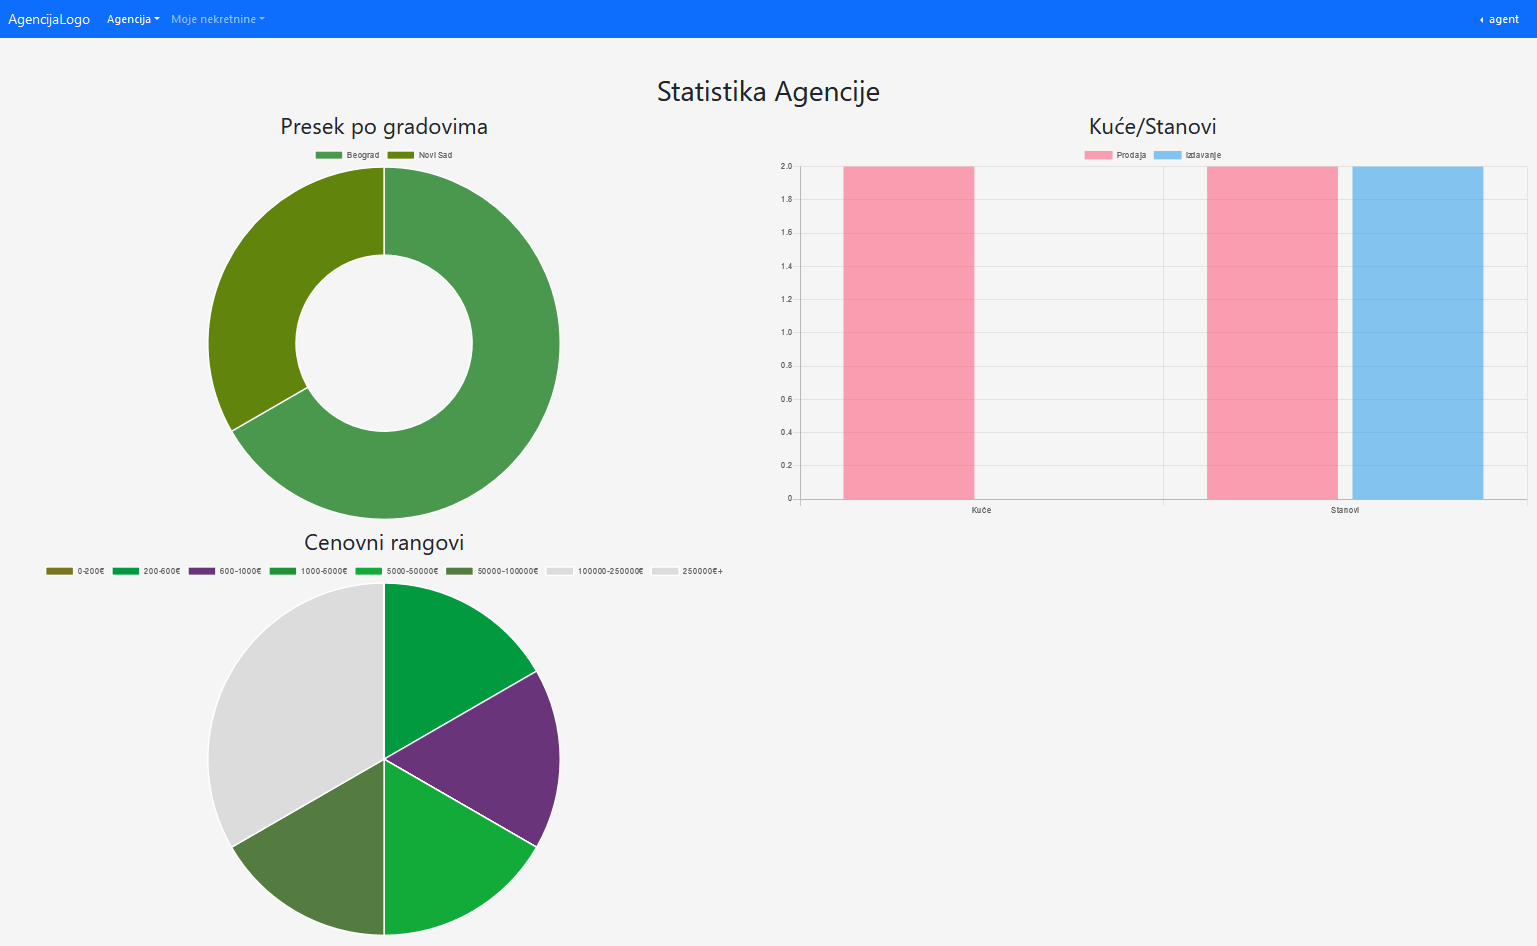 AgencijaLogo Agencija Moje nekretnine agent
Statistika Agencije
Presek po gradovima
Beograd Novi Sad
Kuće/Stanovi
Prodaja Izdavanje
2.0
1.8
1.6
1.4
1.2
1.0
0.8
0.6
0.4
0.2
0
Kuće Stanovi
Cenovni rangovi
0-200€ 200-600€ 600-1000€ 1000-5000€ 5000-50000€ 50000-100000€ 100000-250000€ 250000€+